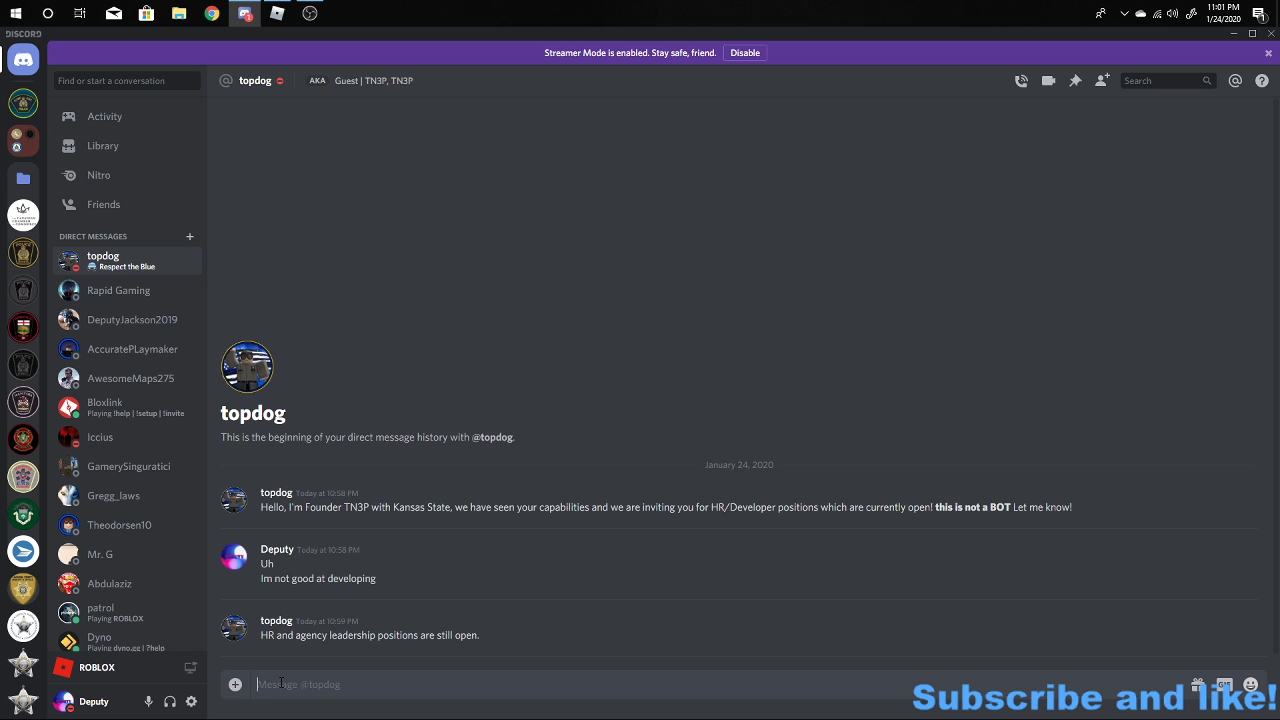 11:01 PM
1/24/2020
DISCORD
Streamer Mode is enabled. Stay safe, friend. Disable
Find or start a conversation
@ topdog AKA Guest | TN3P, TN3P
Search
Activity
Library
Nitro
Friends
DIRECT MESSAGES +
topdog
Respect the Blue
Rapid Gaming
DeputyJackson2019
AccuratePLaymaker
AwesomeMaps275
Bloxlink
Playing !help | !setup | !invite
Iccius
GamerySinguratici
Gregg_laws
Theodorsen10
Mr. G
Abdulaziz
patrol
Playing ROBLOX
Dyno
Playing dyno.gg | ?help
ROBLOX
Deputy
topdog
This is the beginning of your direct message history with @topdog.
January 24, 2020
topdog Today at 10:58 PM
Hello, I'm Founder TN3P with Kansas State, we have seen your capabilities and we are inviting you for HR/Developer positions which are currently open! this is not a BOT Let me know!
Deputy Today at 10:58 PM
Uh
Im not good at developing
topdog Today at 10:59 PM
HR and agency leadership positions are still open.
Message @topdog
Subscribe and like!